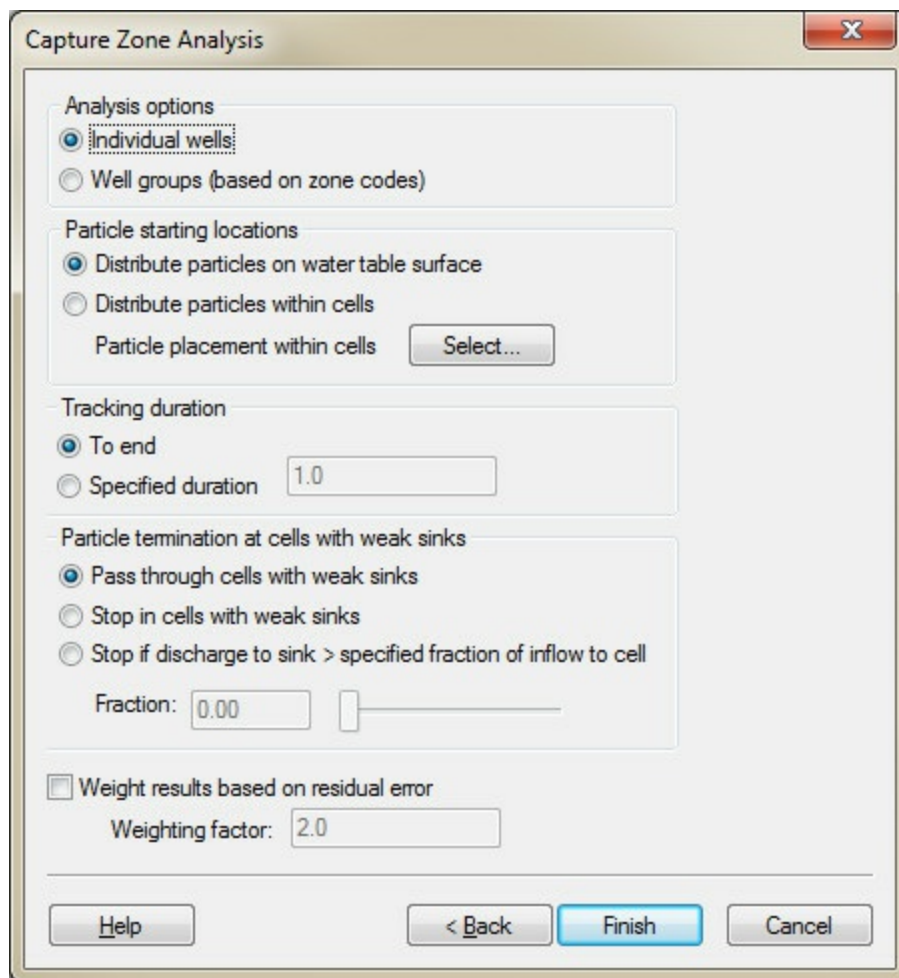 Capture Zone Analysis
X
Analysis options
Individual wells
Well groups (based on zone codes)
Particle starting locations
Distribute particles on water table surface
Distribute particles within cells
Particle placement within cells Select...
Tracking duration
To end
Specified duration 1.0
Particle termination at cells with weak sinks
Pass through cells with weak sinks
Stop in cells with weak sinks
Stop if discharge to sink > specified fraction of inflow to cell
Fraction: 0.00
Weight results based on residual error
Weighting factor: 2.0
Help < Back Finish Cancel